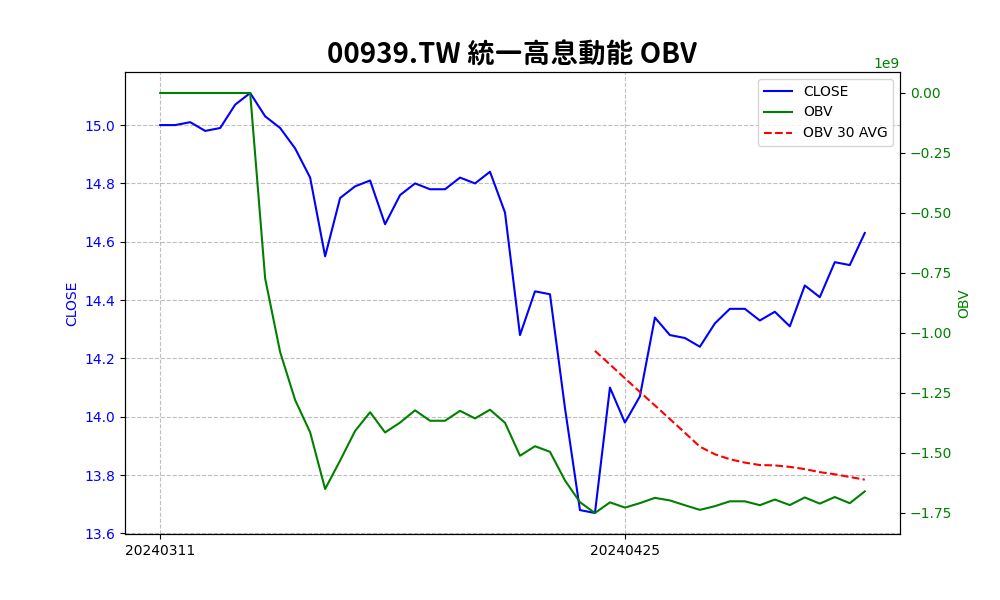 00939.TW 統一高息動能 OBV
1e9
CLOSE
OBV
OBV 30 AVG
15.0
14.8
14.6
14.4
14.2
14.0
13.8
13.6
CLOSE
0.00
−0.25
−0.50
−0.75
−1.00
−1.25
−1.50
−1.75
OBV
20240311
20240425